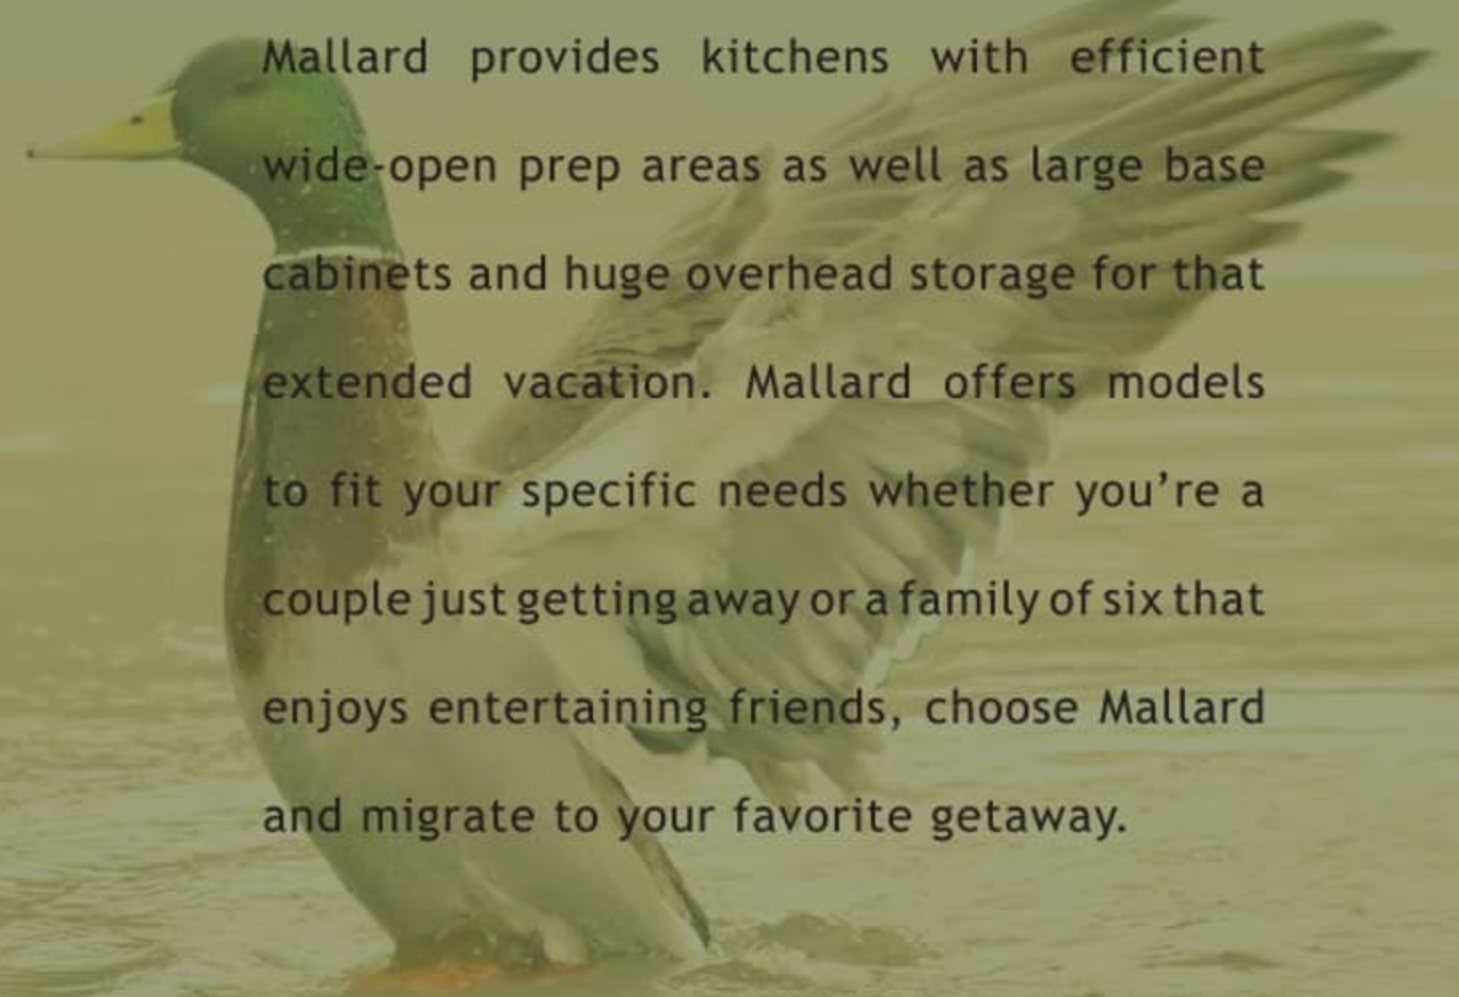 Mallard provides kitchens with efficient
wide-open prep areas as well as large base
cabinets and huge overhead storage for that
extended vacation. Mallard offers models
to fit your specific needs whether you’re a
couple just getting away or a family of six that
enjoys entertaining friends, choose Mallard
and migrate to your favorite getaway.